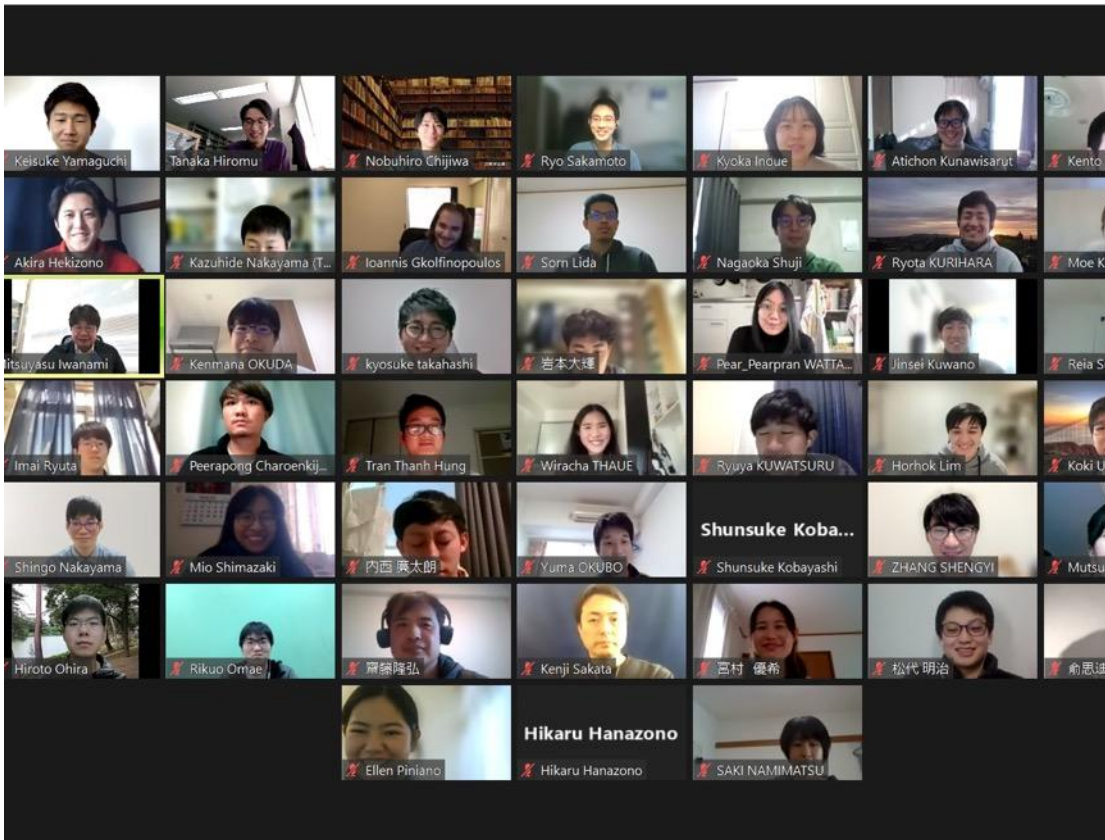 Keisuke Yamaguchi
Tanaka Hiromu
Nobuhiro Chijiwa
Ryo Sakamoto
Kyoka Inoue
Atichon Kunawisarut
Kento
Akira Hekizono
Kazuhide Nakayama (T...
Ioannis Gkolfinopoulos
Sorn Lida
Nagaoka Shuji
Ryota KURIHARA
Moe K
itsuyasu Iwanami
Kenmana OKUDA
kyosuke takahashi
岩本大輝
Pear_Pearpran WATTA...
Jinsei Kuwano
Reia S
Imai Ryuta
Peerapong Charoenkij...
Tran Thanh Hung
Wiracha THAUE
Ryuya KUWATSURU
Horhok Lim
Koki U
Shingo Nakayama
Mio Shimazaki
内西 廣太朗
Yuma OKUBO
Shunsuke Koba...
Shunsuke Kobayashi
ZHANG SHENGYI
Mutsu
Hiroto Ohira
Rikuo Omae
齋藤隆弘
Kenji Sakata
宮村 優希
松代 明治
俞思迪
Ellen Piniano
Hikaru Hanazono
Hikaru Hanazono
SAKI NAMIMATSU